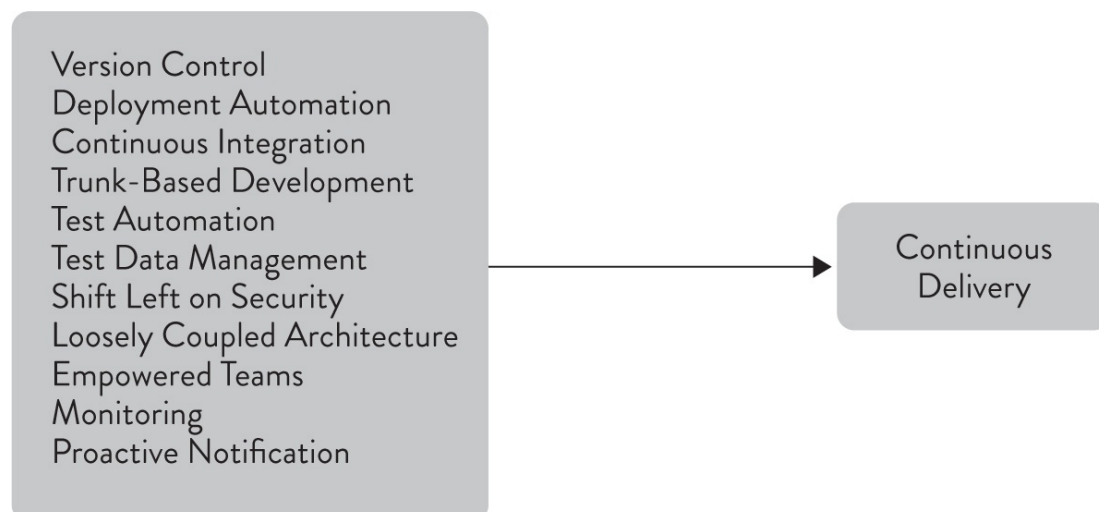 Version Control
Deployment Automation
Continuous Integration
Trunk-Based Development
Test Automation
Test Data Management
Shift Left on Security
Loosely Coupled Architecture
Empowered Teams
Monitoring
Proactive Notification
Continuous
Delivery